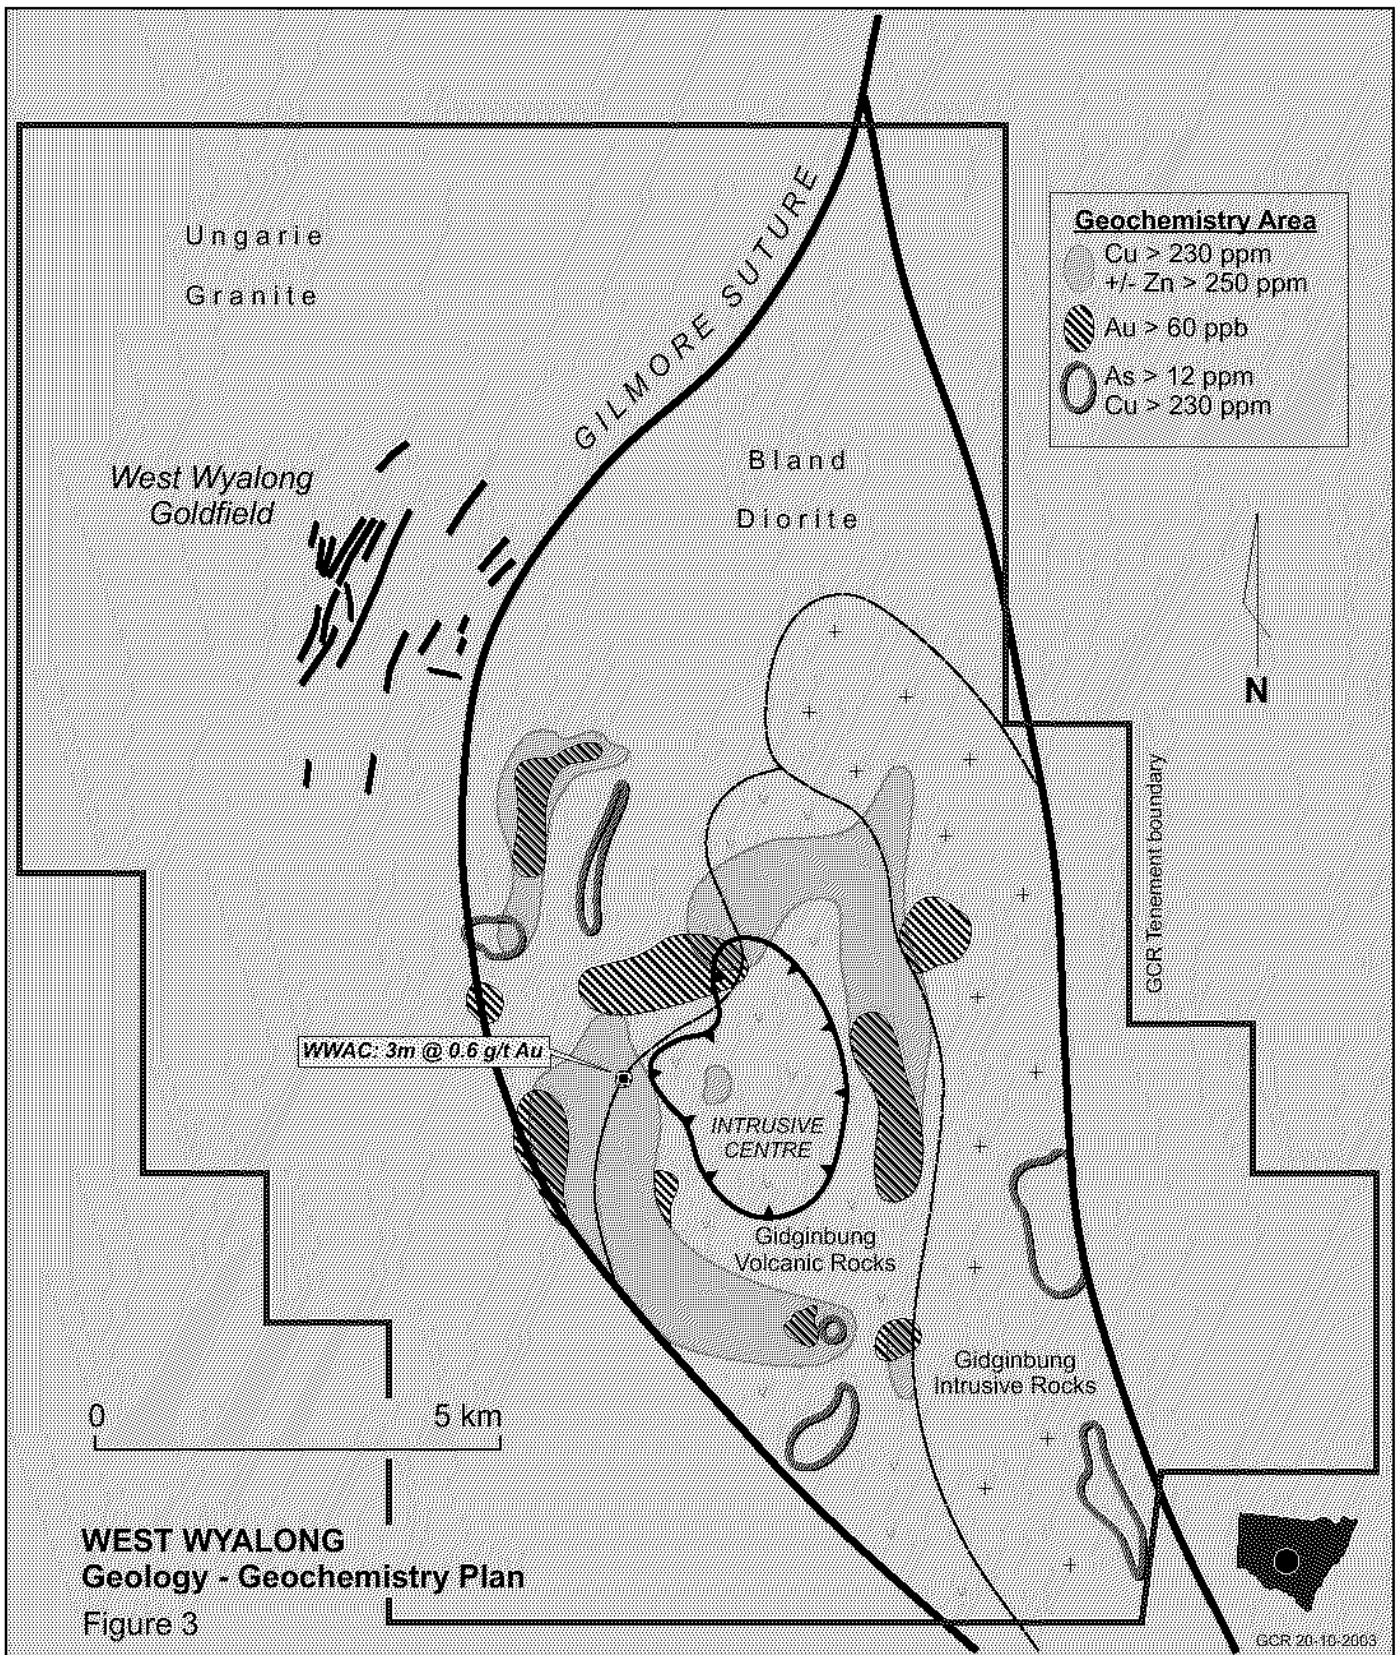 Ungarie
Granite
GILMORE SUTURE
Geochemistry Area
Cu > 230 ppm
+/- Zn > 250 ppm
Au > 60 ppb
As > 12 ppm
Cu > 230 ppm
West Wyalong
Goldfield
Bland
Diorite
N
GCR Tenement boundary
WWAC: 3m @ 0.6 g/t Au
INTRUSIVE
CENTRE
Gidginbung
Volcanic Rocks
Gidginbung
Intrusive Rocks
0 5 km
WEST WYALONG
Geology - Geochemistry Plan
Figure 3
GCR 20-10-2003